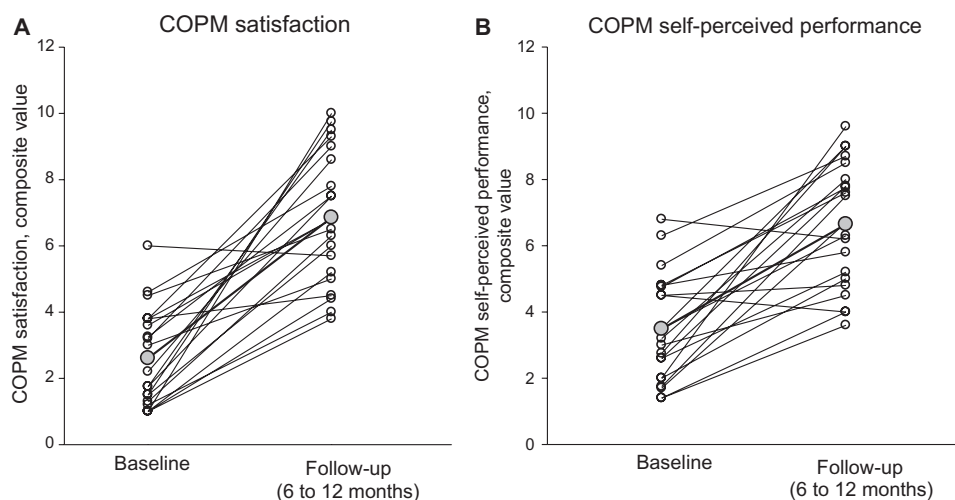 A
COPM satisfaction
COPM satisfaction, composite value
12
10
8
6
4
2
0
Baseline
Follow-up
(6 to 12 months)
B
COPM self-perceived performance
COPM self-perceived performance,
composite value
12
10
8
6
4
2
0
Baseline
Follow-up
(6 to 12 months)